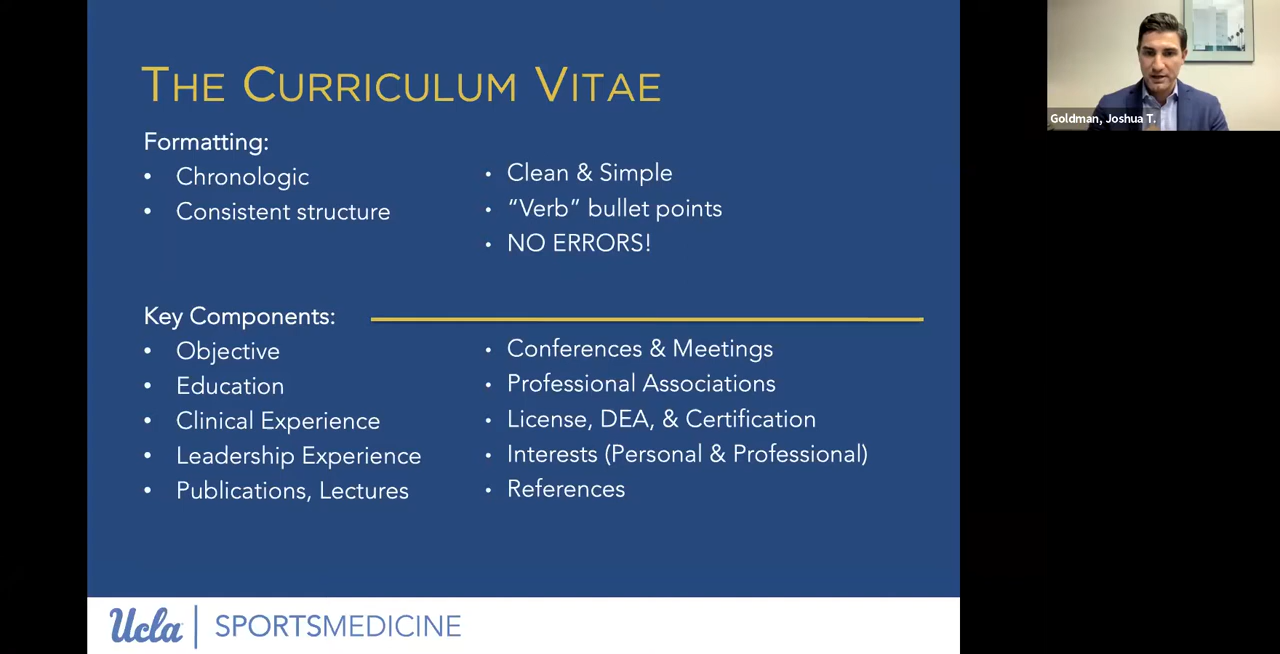 THE CURRICULUM VITAE
Formatting:
• Chronologic
• Consistent structure
• Clean & Simple
• “Verb” bullet points
• NO ERRORS!
Key Components:
• Objective
• Education
• Clinical Experience
• Leadership Experience
• Publications, Lectures
• Conferences & Meetings
• Professional Associations
• License, DEA, & Certification
• Interests (Personal & Professional)
• References
Ucla | SPORTSMEDICINE
Goldman, Joshua T.